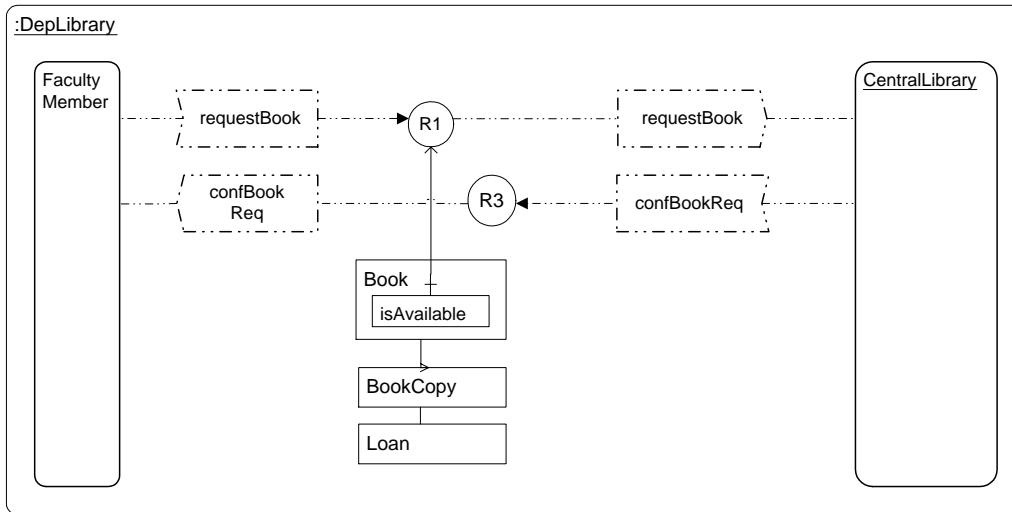 :DepLibrary
Faculty
Member
requestBook
R1
requestBook
CentralLibrary
confBook
Req
R3
confBookReq
Book
isAvailable
BookCopy
Loan